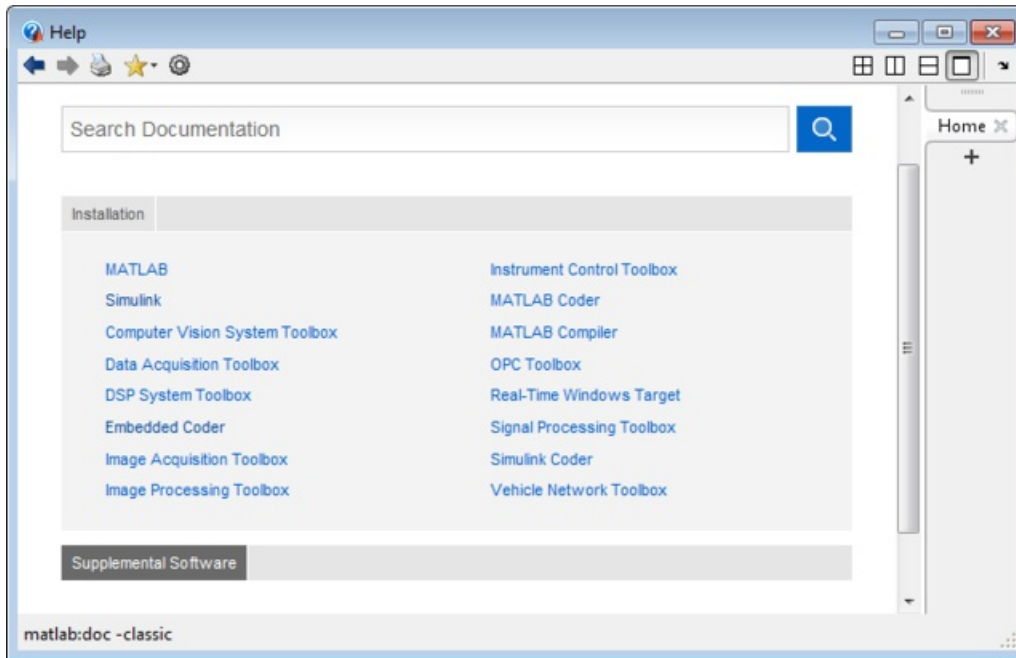 Help
Search Documentation
Home
Installation
MATLAB
Simulink
Computer Vision System Toolbox
Data Acquisition Toolbox
DSP System Toolbox
Embedded Coder
Image Acquisition Toolbox
Image Processing Toolbox
Instrument Control Toolbox
MATLAB Coder
MATLAB Compiler
OPC Toolbox
Real-Time Windows Target
Signal Processing Toolbox
Simulink Coder
Vehicle Network Toolbox
Supplemental Software
matlab:doc -classic